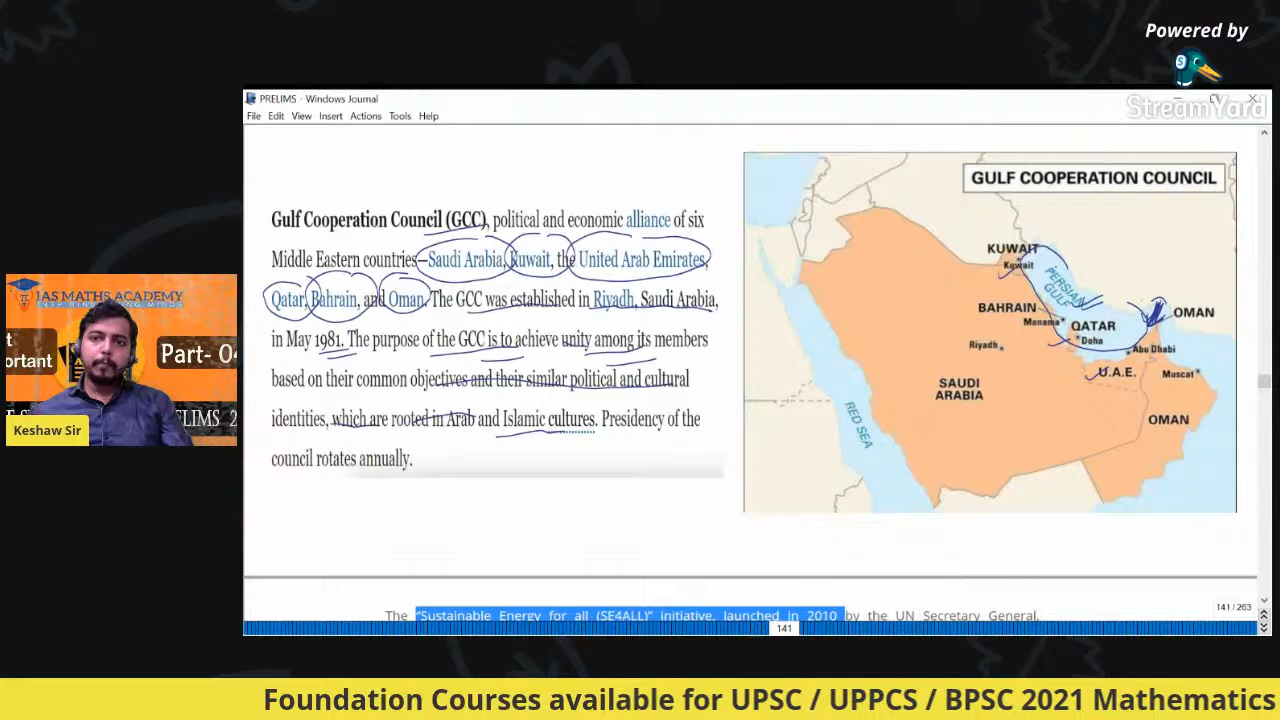 Powered by
StreamYard
PRELIMS - Windows Journal
File Edit View Insert Actions Tools Help
Gulf Cooperation Council (GCC), political and economic alliance of six
Middle Eastern countries—Saudi Arabia, Kuwait, the United Arab Emirates,
Qatar, Bahrain, and Oman. The GCC was established in Riyadh, Saudi Arabia,
in May 1981. The purpose of the GCC is to achieve unity among its members
based on their common objectives and their similar political and cultural
identities, which are rooted in Arab and Islamic cultures. Presidency of the
council rotates annually.
GULF COOPERATION COUNCIL
KUWAIT
Kuwait
PERSIAN
GULF
BAHRAIN
Manama
QATAR
Doha
OMAN
Riyadh
Abu Dhabi
U.A.E.
Muscat
SAUDI
ARABIA
OMAN
RED SEA
IAS MATHS ACADEMY
INSPIRING YOUNG MINDS
Part- 04
Keshaw Sir
The "Sustainable Energy for all (SE4ALL)" initiative, launched in 2010 by the UN Secretary General,
141 / 263
141
Foundation Courses available for UPSC / UPPCS / BPSC 2021 Mathematics